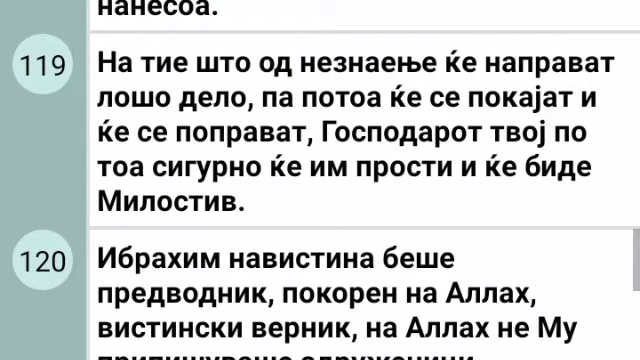 нанесоа.
119
На тие што од незнаење ќе направат
лошо дело, па потоа ќе се покајат и
ќе се поправат, Господарот твој по
тоа сигурно ќе им прости и ќе биде
Милостив.
120
Ибрахим навистина беше
предводник, покорен на Аллах,
вистински верник, на Аллах не Му
припишуваше здруженици